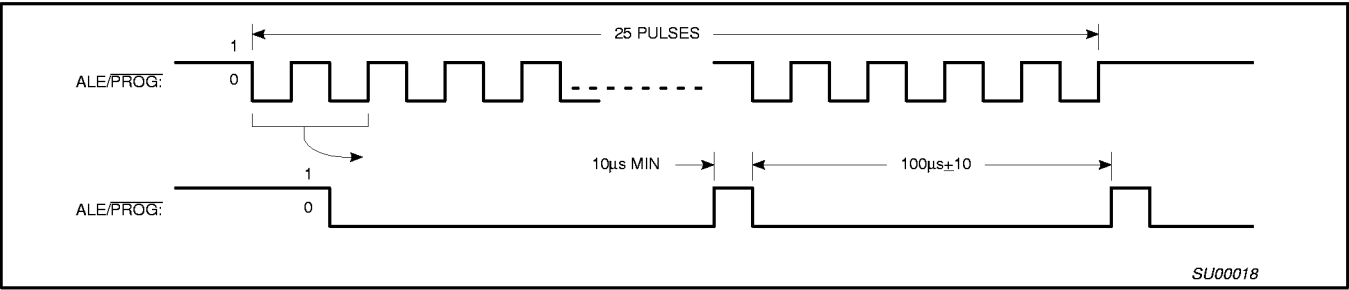 25 PULSES
1
ALE/PROG:
0
10µs MIN
100µs±10
1
ALE/PROG:
0
SU00018